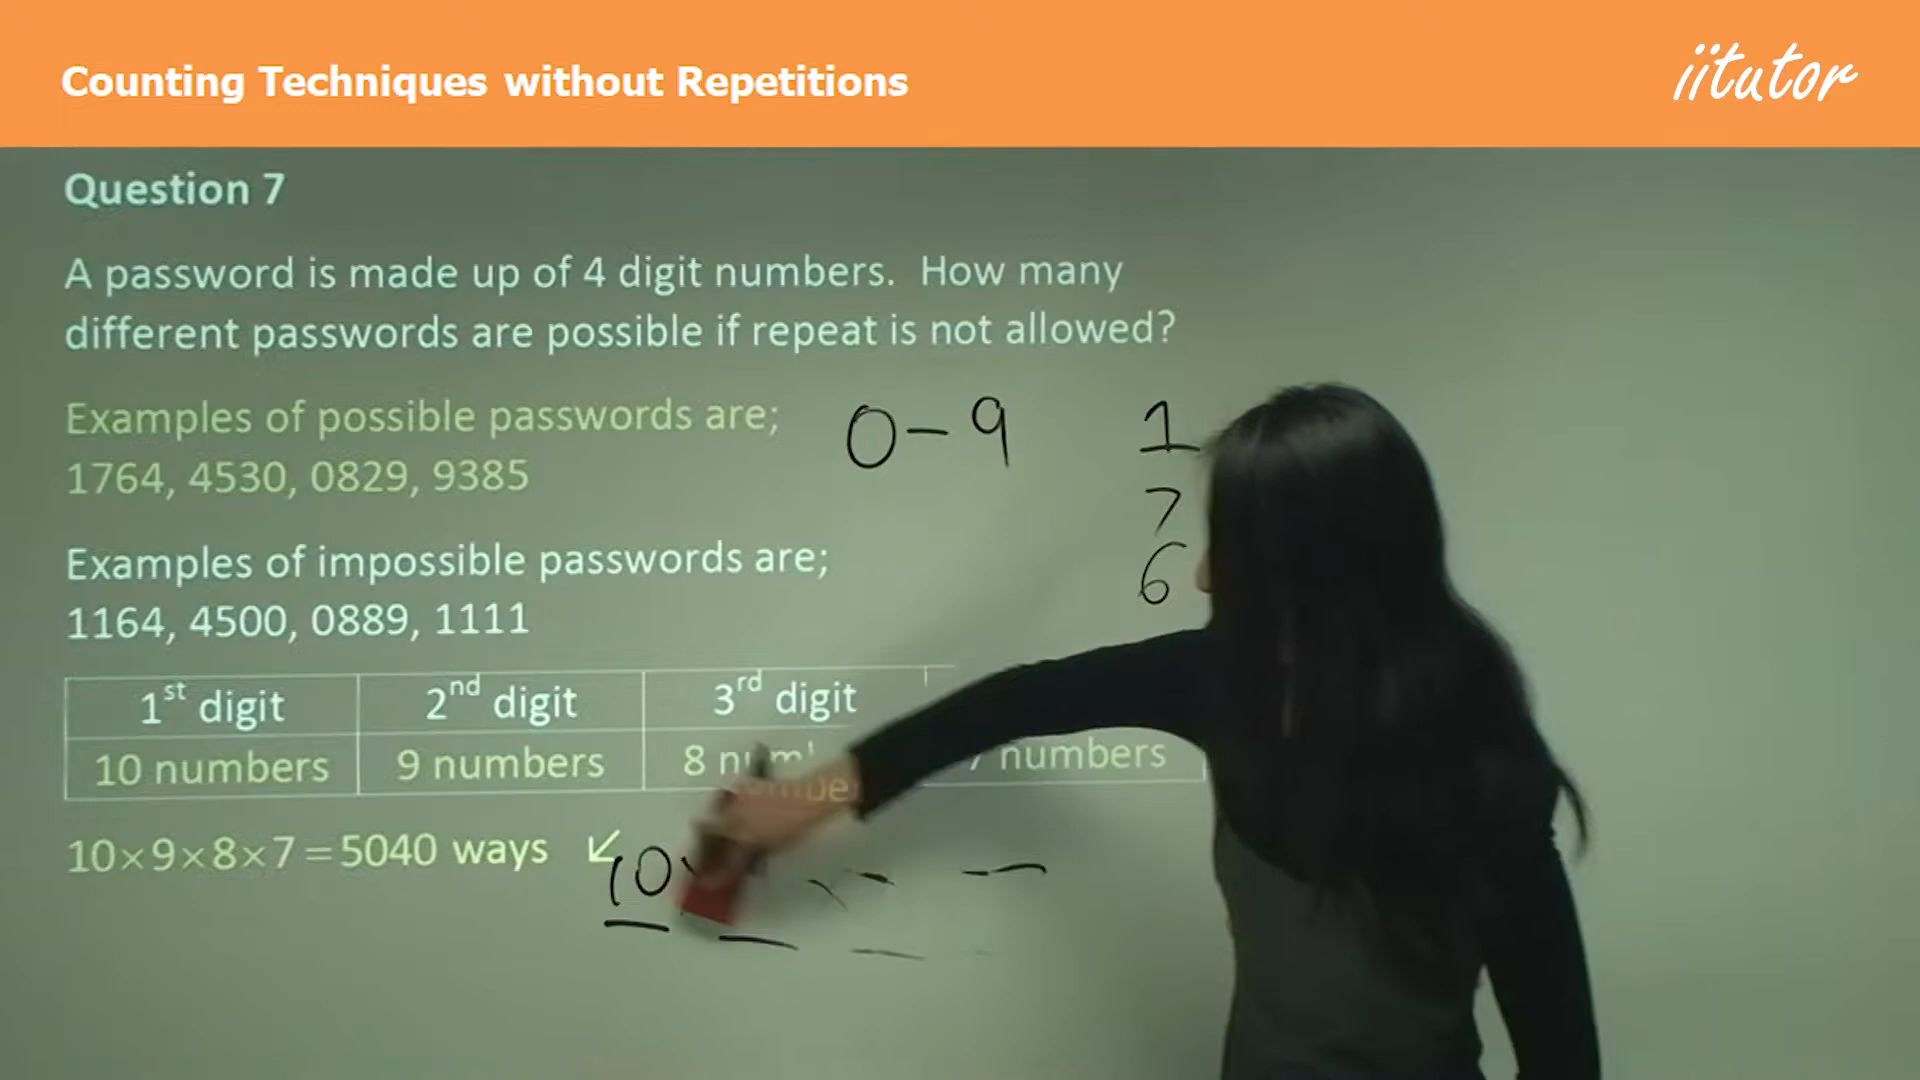 Counting Techniques without Repetitions
iitutor
Question 7
A password is made up of 4 digit numbers. How many
different passwords are possible if repeat is not allowed?
Examples of possible passwords are;
1764, 4530, 0829, 9385
0-9
1
7
6
Examples of impossible passwords are;
1164, 4500, 0889, 1111
1st digit 2nd digit 3rd digit
10 numbers 9 numbers 8 7 numbers
10×9×8×7=5040 ways ↙
10